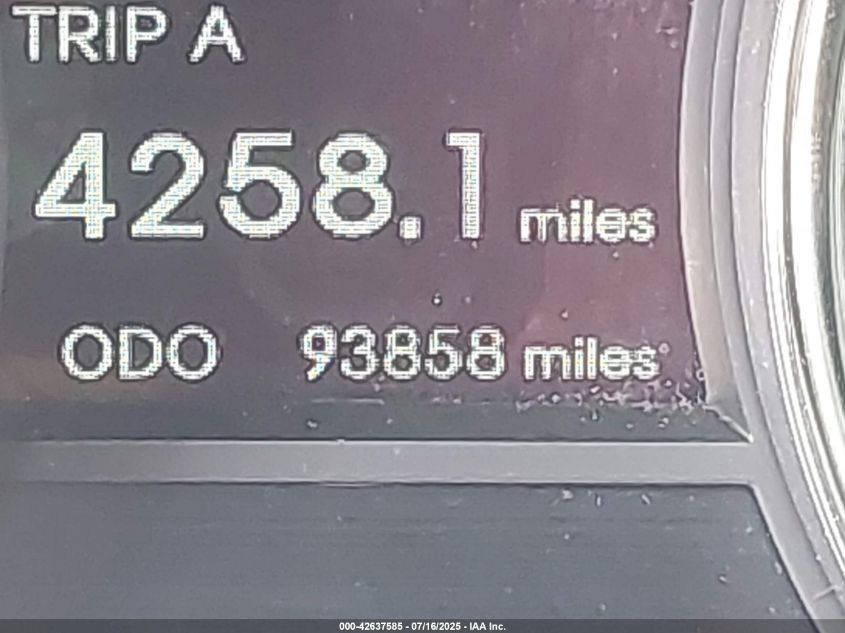 TRIP A
4258.1 miles
ODO 93858 miles
000-42637585 - 07/16/2025 - IAA Inc.